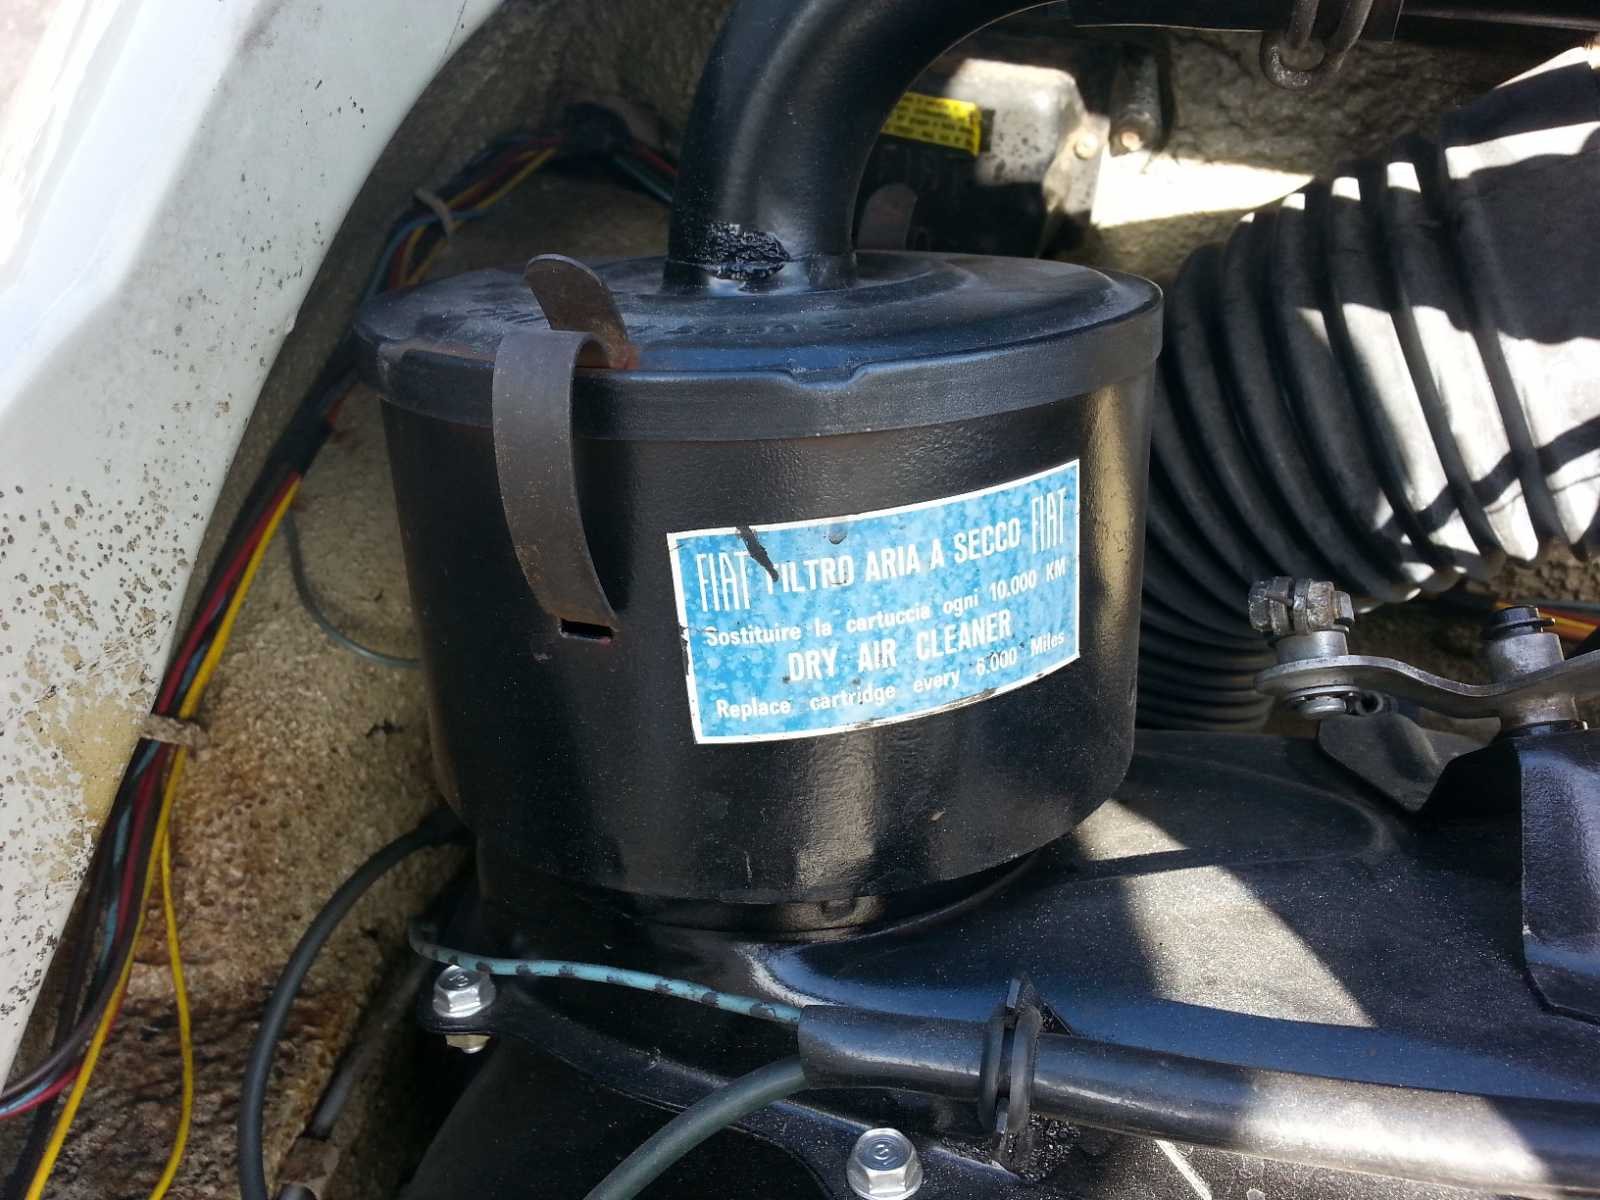 FIAT FILTRO ARIA A SECCO FIAT
Sostituire la cartuccia ogni 10.000 KM
DRY AIR CLEANER
Replace cartridge every 6.000 Miles